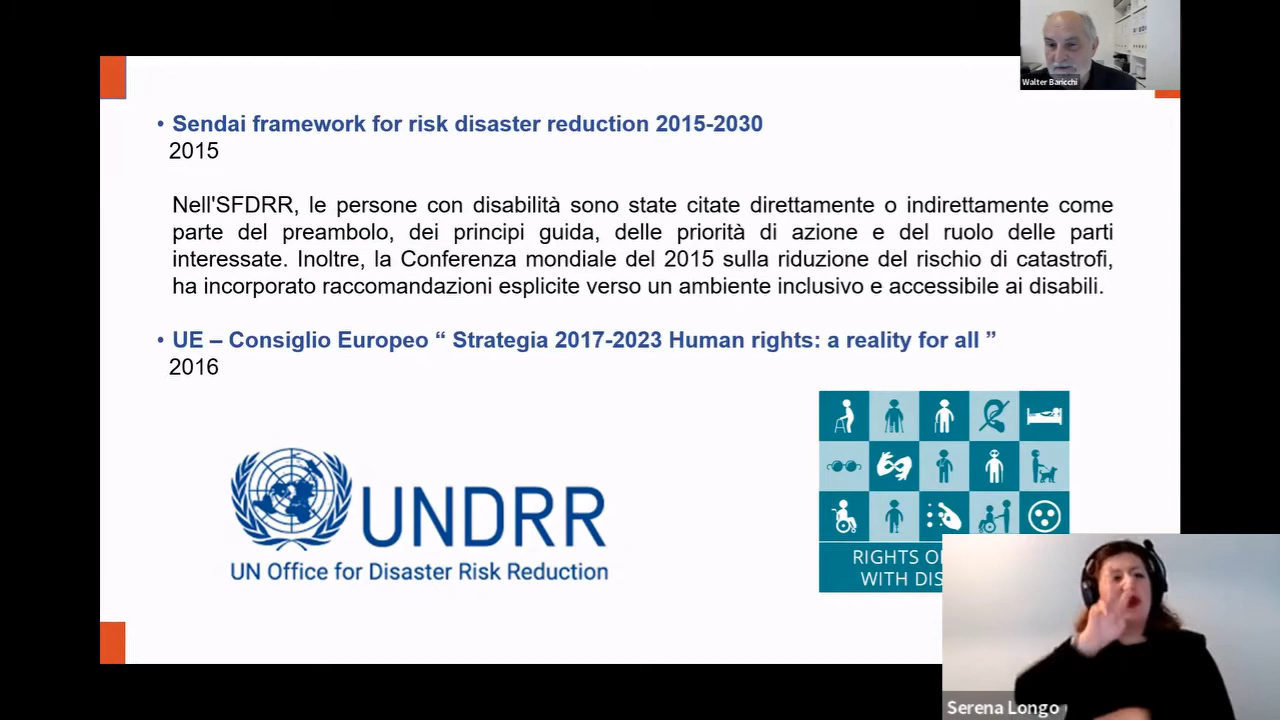 Walter Baricchi
• Sendai framework for risk disaster reduction 2015-2030
2015
Nell'SFDRR, le persone con disabilità sono state citate direttamente o indirettamente come
parte del preambolo, dei principi guida, delle priorità di azione e del ruolo delle parti
interessate. Inoltre, la Conferenza mondiale del 2015 sulla riduzione del rischio di catastrofi,
ha incorporato raccomandazioni esplicite verso un ambiente inclusivo e accessibile ai disabili.
• UE – Consiglio Europeo “ Strategia 2017-2023 Human rights: a reality for all ”
2016
UNDRR
UN Office for Disaster Risk Reduction
RIGHTS
WITH
Serena Longo